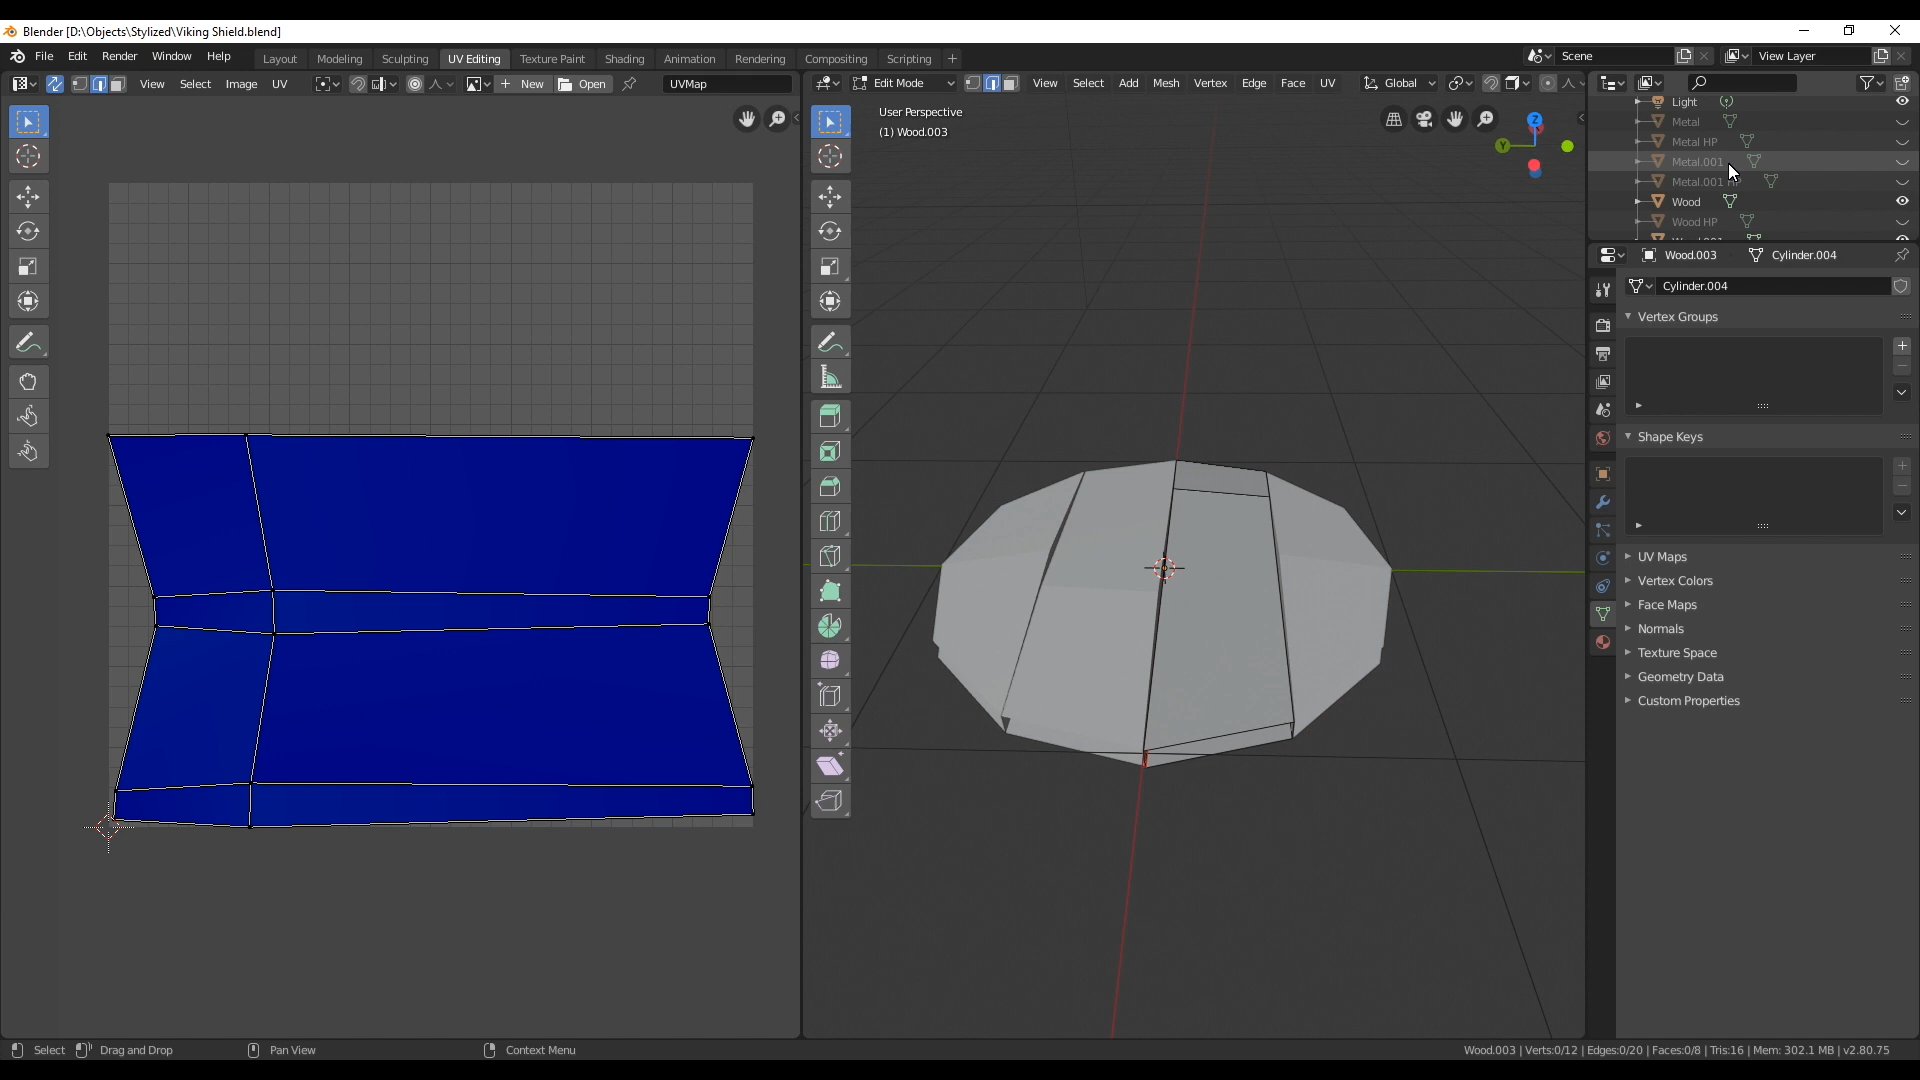 Blender [D:\Objects\Stylized\Viking Shield.blend]
File Edit Render Window Help Layout Modeling Sculpting UV Editing Texture Paint Shading Animation Rendering Compositing Scripting Scene View Layer
View Select Image UV New Open UVMap Edit Mode View Select Add Mesh Vertex Edge Face UV Global
User Perspective
(1) Wood.003
Z
Y
Light
Metal
Metal HP
Metal.001
Metal.001 HP
Wood
Wood HP
Wood.003 Cylinder.004
Cylinder.004
Vertex Groups
Shape Keys
UV Maps
Vertex Colors
Face Maps
Normals
Texture Space
Geometry Data
Custom Properties
Select Drag and Drop Pan View Context Menu Wood.003 | Verts:0/12 | Edges:0/20 | Faces:0/8 | Tris:16 | Mem: 302.1 MB | v2.80.75